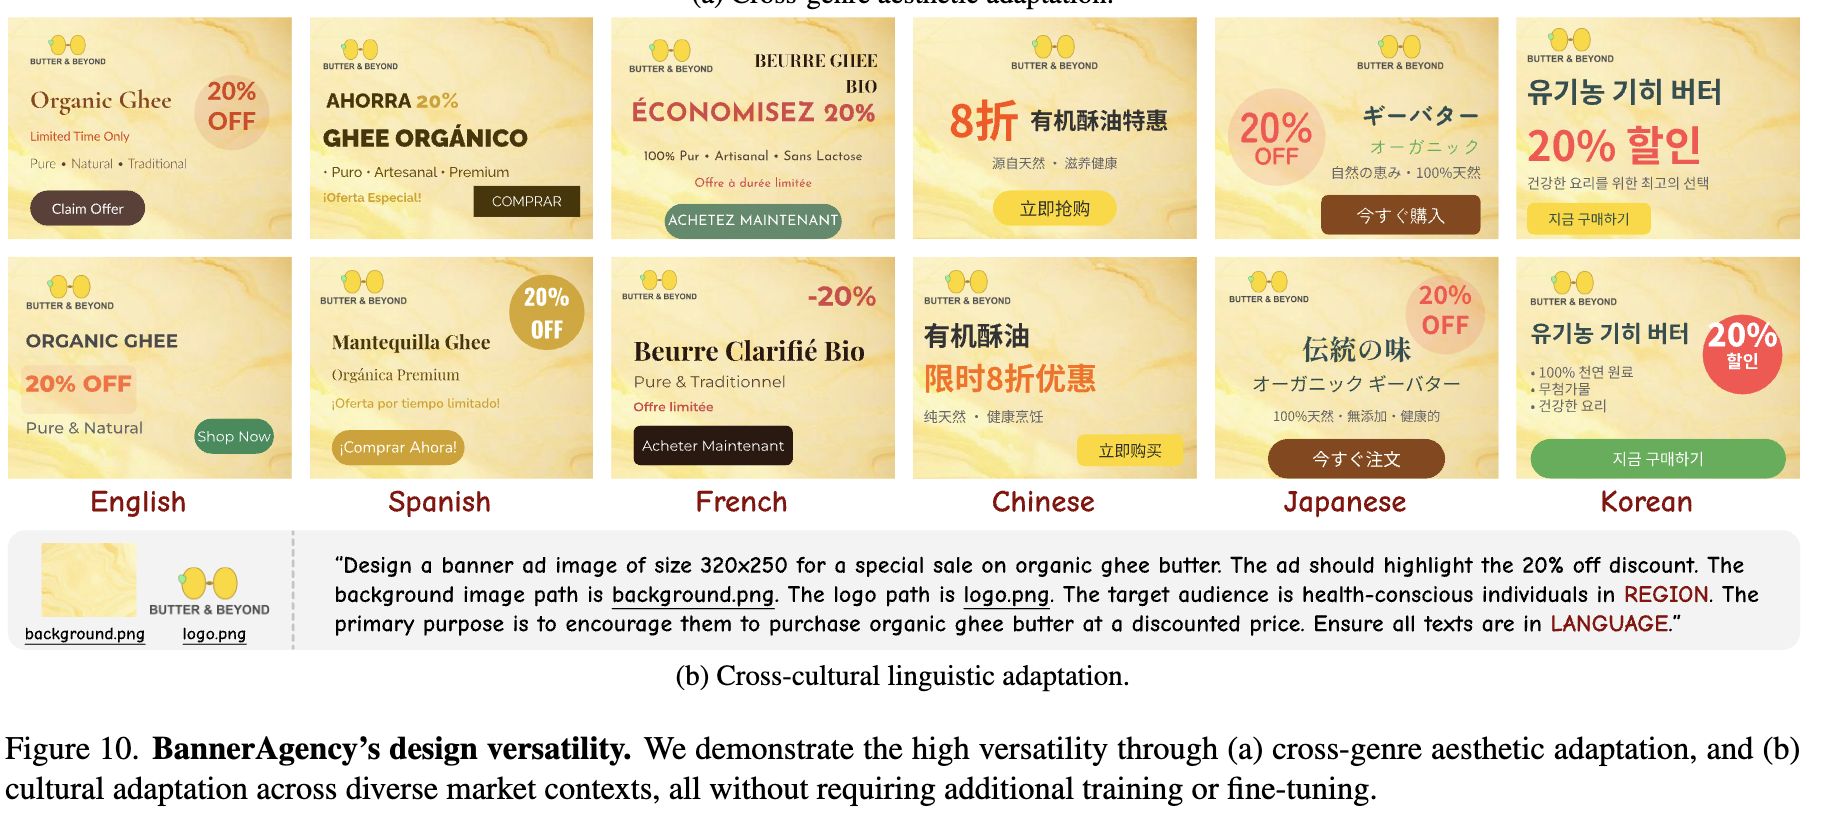 (a) Cross-genre aesthetic adaptation.
BUTTER & BEYOND
Organic Ghee
20%
OFF
Limited Time Only
Pure • Natural • Traditional
Claim Offer
BUTTER & BEYOND
AHORRA 20%
GHEE ORGÁNICO
· Puro • Artesanal • Premium
¡Oferta Especial!
COMPRAR
BUTTER & BEYOND
BEURRE GHEE
BIO
ÉCONOMISEZ 20%
100% Pur • Artisanal • Sans Lactose
Offre à durée limitée
ACHETEZ MAINTENANT
BUTTER & BEYOND
8折 有机酥油特惠
源自天然 · 滋养健康
立即抢购
BUTTER & BEYOND
20%
OFF
ギーバター
オーガニック
自然の恵み・100%天然
今すぐ購入
BUTTER & BEYOND
유기농 기히 버터
20% 할인
건강한 요리를 위한 최고의 선택
지금 구매하기
BUTTER & BEYOND
ORGANIC GHEE
20% OFF
Pure & Natural
Shop Now
BUTTER & BEYOND
20%
OFF
Mantequilla Ghee
Orgánica Premium
¡Oferta por tiempo limitado!
¡Comprar Ahora!
BUTTER & BEYOND
-20%
Beurre Clarifié Bio
Pure & Traditionnel
Offre limitée
Acheter Maintenant
BUTTER & BEYOND
有机酥油
限时8折优惠
纯天然 · 健康烹饪
立即购买
BUTTER & BEYOND
20%
OFF
伝統の味
オーガニック ギーバター
100%天然・無添加・健康的
今すぐ注文
BUTTER & BEYOND
유기농 기히 버터
20%
할인
• 100% 천연 원료
• 무첨가물
• 건강한 요리
지금 구매하기
English
Spanish
French
Chinese
Japanese
Korean
BUTTER & BEYOND
background.png
logo.png
“Design a banner ad image of size 320x250 for a special sale on organic ghee butter. The ad should highlight the 20% off discount. The
background image path is background.png. The logo path is logo.png. The target audience is health-conscious individuals in REGION. The
primary purpose is to encourage them to purchase organic ghee butter at a discounted price. Ensure all texts are in LANGUAGE.”
(b) Cross-cultural linguistic adaptation.
Figure 10. BannerAgency’s design versatility. We demonstrate the high versatility through (a) cross-genre aesthetic adaptation, and (b)
cultural adaptation across diverse market contexts, all without requiring additional training or fine-tuning.